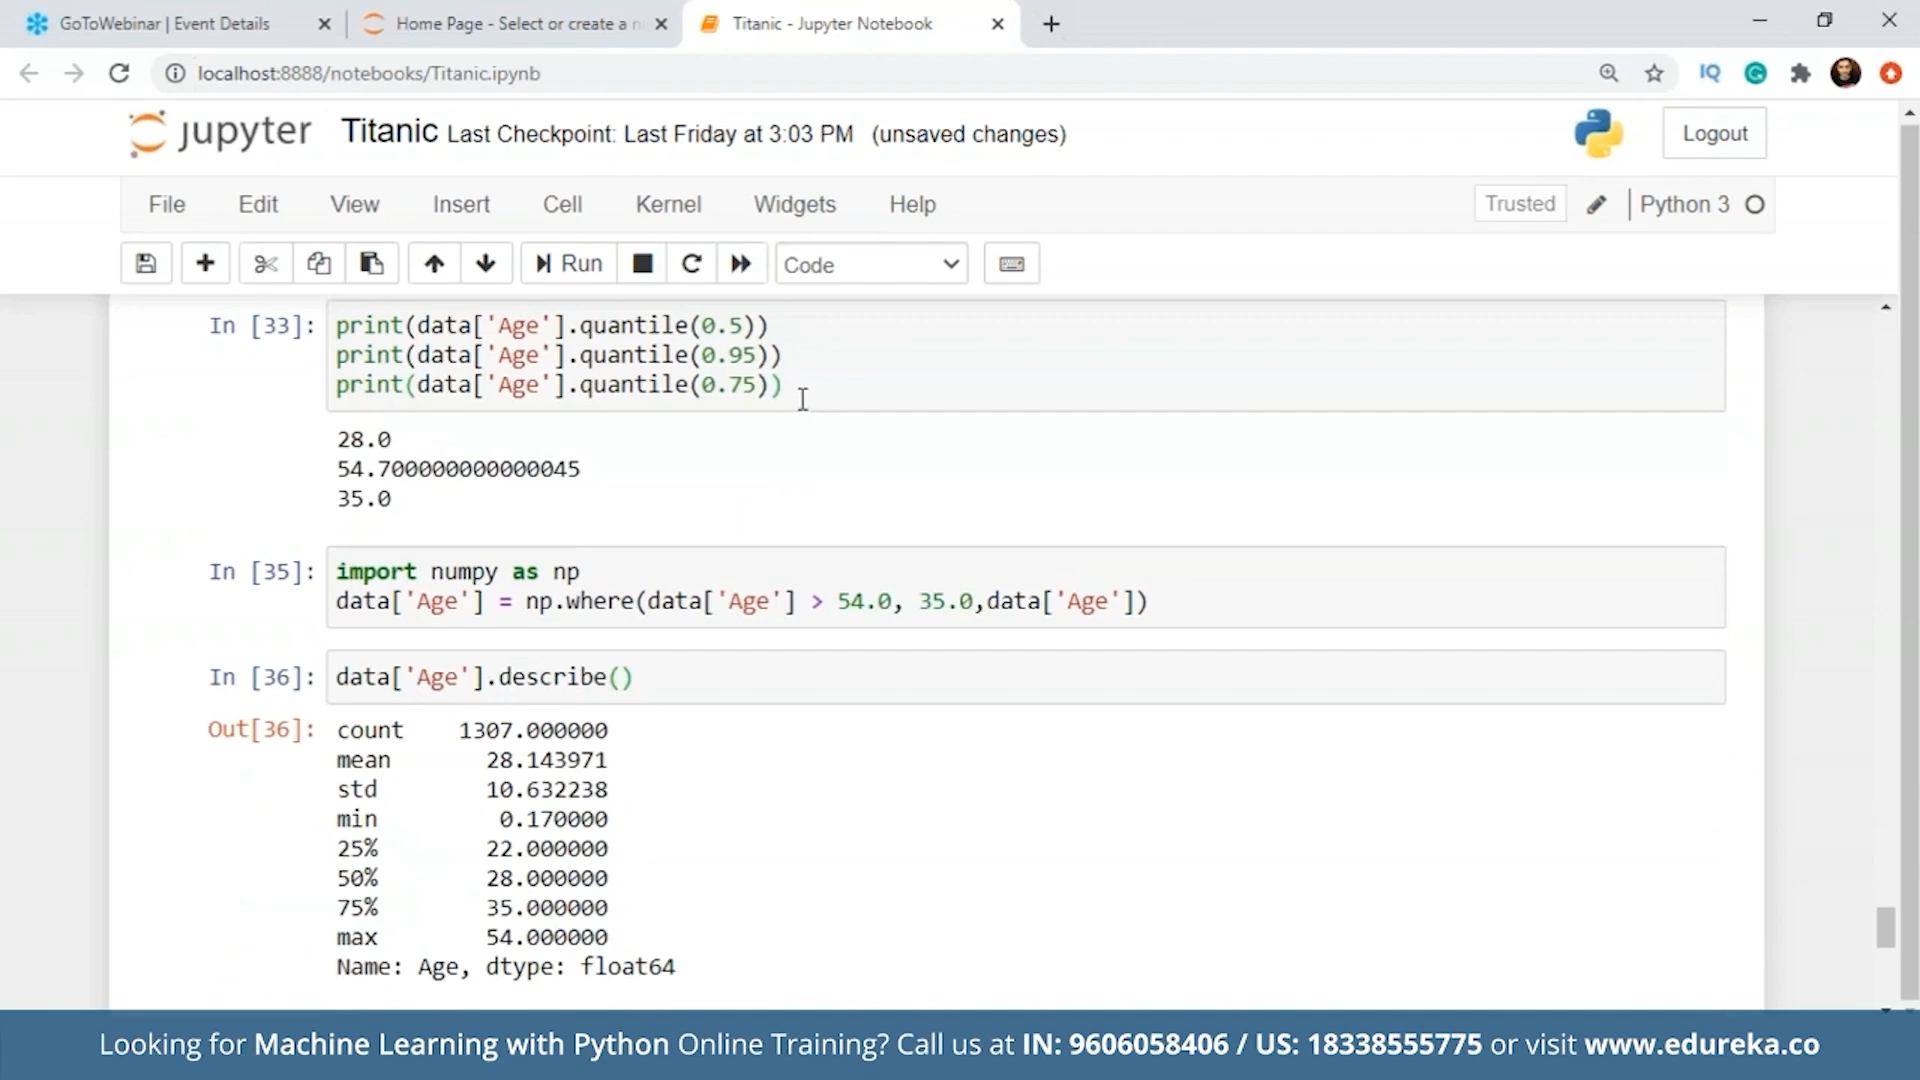 GoToWebinar | Event Details
Home Page - Select or create a n
Titanic - Jupyter Notebook
localhost:8888/notebooks/Titanic.ipynb
IQ
jupyter Titanic Last Checkpoint: Last Friday at 3:03 PM (unsaved changes)
Logout
File Edit View Insert Cell Kernel Widgets Help
Trusted
Python 3
Run
Code
In [33]: print(data['Age'].quantile(0.5))
print(data['Age'].quantile(0.95))
print(data['Age'].quantile(0.75))
28.0
54.700000000000045
35.0
In [35]: import numpy as np
data['Age'] = np.where(data['Age'] > 54.0, 35.0,data['Age'])
In [36]: data['Age'].describe()
Out[36]: count 1307.000000
mean 28.143971
std 10.632238
min 0.170000
25% 22.000000
50% 28.000000
75% 35.000000
max 54.000000
Name: Age, dtype: float64
Looking for Machine Learning with Python Online Training? Call us at IN: 9606058406 / US: 18338555775 or visit www.edureka.co